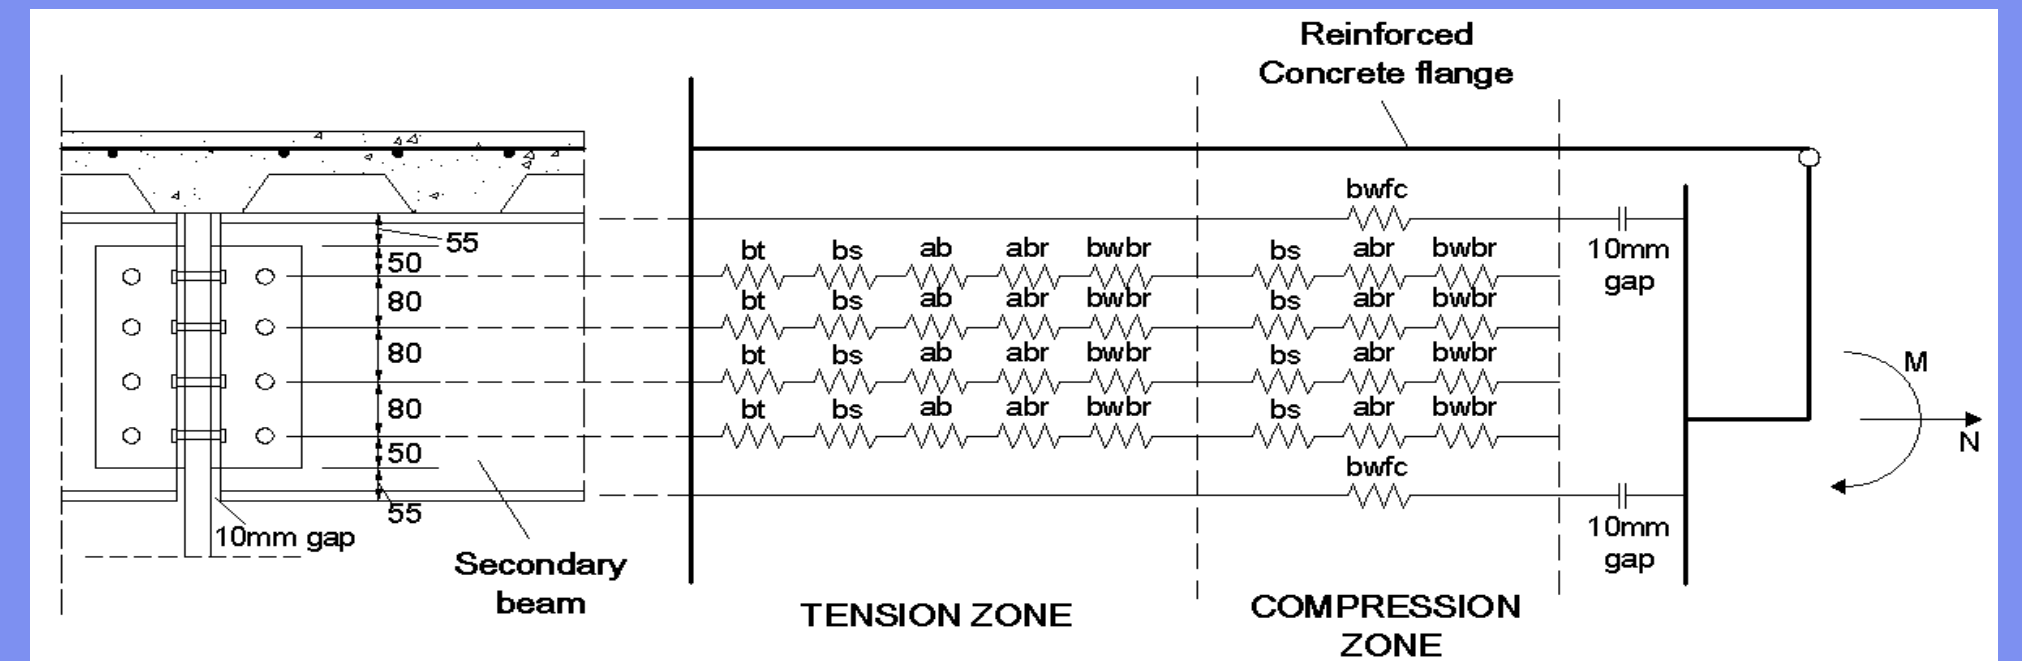 Reinforced
Concrete flange
bwfc
55
10mm
gap
50
bt bs ab abr bwbr bs abr bwbr
80
bt bs ab abr bwbr bs abr bwbr
80
bt bs ab abr bwbr bs abr bwbr
M
80
bt bs ab abr bwbr bs abr bwbr
N
50
bwfc
55
10mm gap
10mm
gap
Secondary
beam
TENSION ZONE
COMPRESSION
ZONE